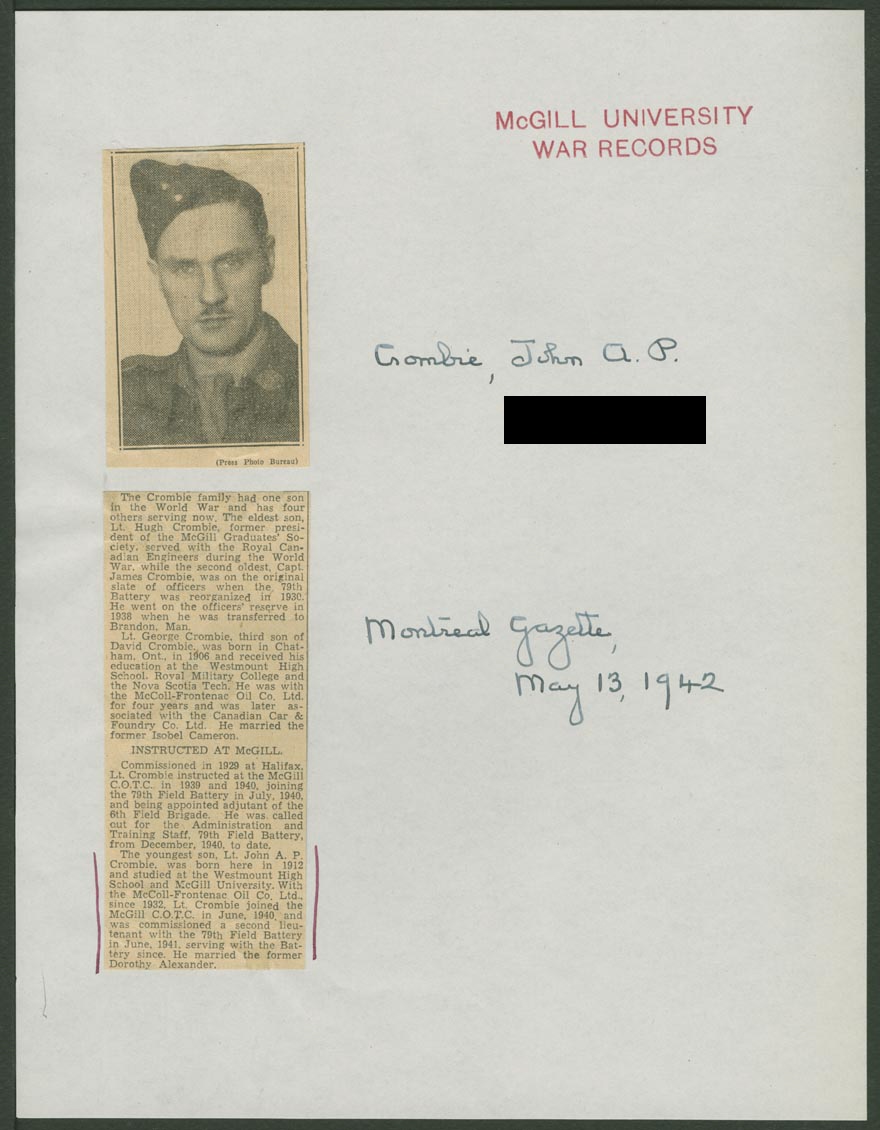 McGILL UNIVERSITY
WAR RECORDS
Crombie, John A. P.
(Press Photo Bureau)
The Crombie family had one son
in the World War and has four
others serving now. The eldest son,
Lt. Hugh Crombie, former presi-
dent of the McGill Graduates' So-
ciety, served with the Royal Can-
adian Engineers during the World
War, while the second oldest, Capt.
James Crombie, was on the original
slate of officers when the 79th
Battery was reorganized in 1930.
He went on the officers' reserve in
1938 when he was transferred to
Brandon, Man.
Lt. George Crombie, third son of
David Crombie, was born in Chat-
ham, Ont., in 1906 and received his
education at the Westmount High
School, Royal Military College and
the Nova Scotia Tech. He was with
the McColl-Frontenac Oil Co. Ltd.
for four years and was later as-
sociated with the Canadian Car &
Foundry Co. Ltd. He married the
former Isobel Cameron.
INSTRUCTED AT McGILL.
Commissioned in 1929 at Halifax,
Lt. Crombie instructed at the McGill
C.O.T.C. in 1939 and 1940, joining
the 79th Field Battery in July, 1940,
and being appointed adjutant of the
6th Field Brigade. He was called
out for the Administration and
Training Staff, 79th Field Battery,
from December, 1940, to date.
The youngest son, Lt. John A. P.
Crombie, was born here in 1912
and studied at the Westmount High
School and McGill University. With
the McColl-Frontenac Oil Co. Ltd.,
since 1932, Lt. Crombie joined the
McGill C.O.T.C. in June, 1940, and
was commissioned a second lieu-
tenant with the 79th Field Battery
in June, 1941, serving with the Bat-
tery since. He married the former
Dorothy Alexander.
Montreal Gazette,
May 13, 1942